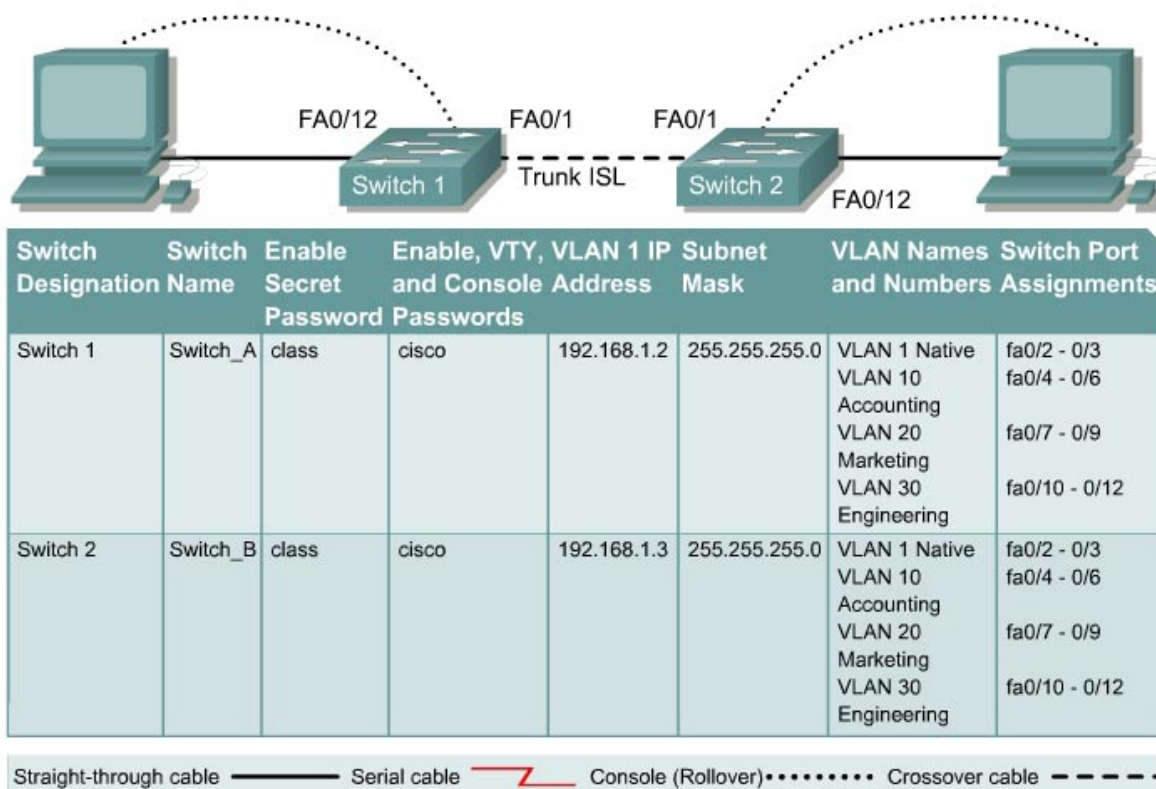 FA0/12
FA0/1
FA0/1
Switch 1
Trunk ISL
Switch 2
FA0/12
Switch Designation
Switch Name
Enable Secret Password
Enable, VTY, and Console Passwords
VLAN 1 IP Address
Subnet Mask
VLAN Names and Numbers
Switch Port Assignments
Switch 1
Switch_A
class
cisco
192.168.1.2
255.255.255.0
VLAN 1 Native
fa0/2 - 0/3
VLAN 10
fa0/4 - 0/6
Accounting
VLAN 20
fa0/7 - 0/9
Marketing
VLAN 30
fa0/10 - 0/12
Engineering
Switch 2
Switch_B
class
cisco
192.168.1.3
255.255.255.0
VLAN 1 Native
fa0/2 - 0/3
VLAN 10
fa0/4 - 0/6
Accounting
VLAN 20
fa0/7 - 0/9
Marketing
VLAN 30
fa0/10 - 0/12
Engineering
Straight-through cable
Serial cable
Console (Rollover)
Crossover cable